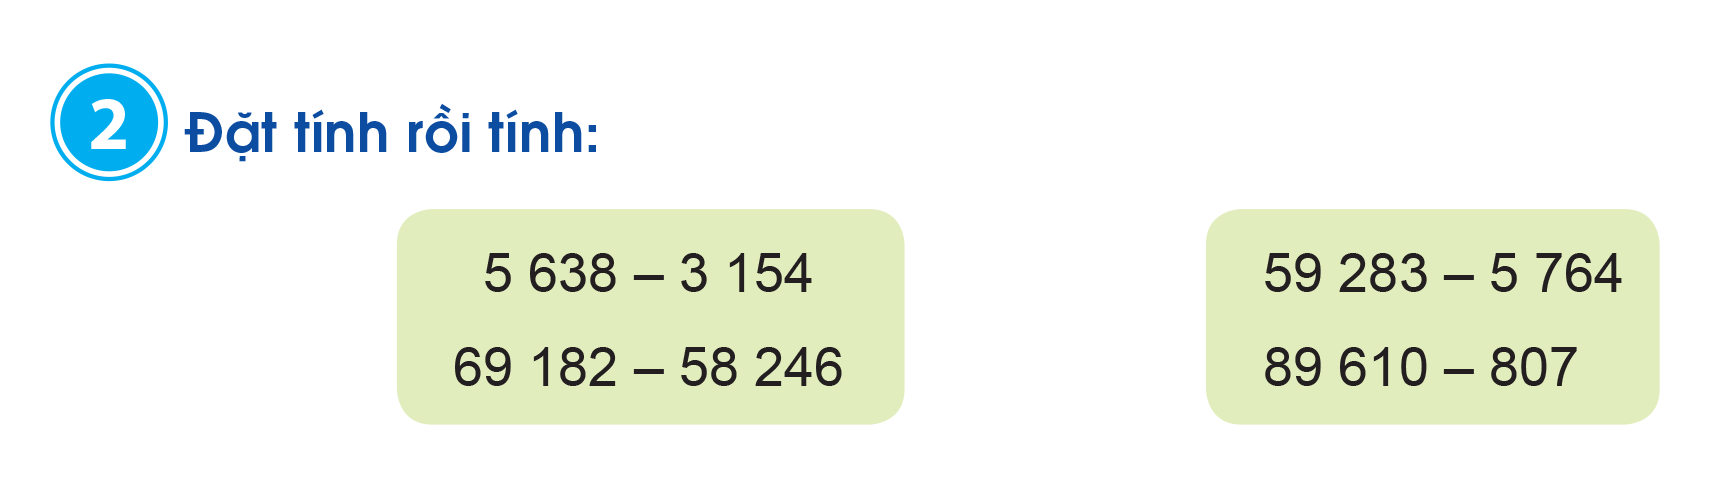 2 Đặt tính rồi tính:
5 638 – 3 154
69 182 – 58 246
59 283 – 5 764
89 610 – 807